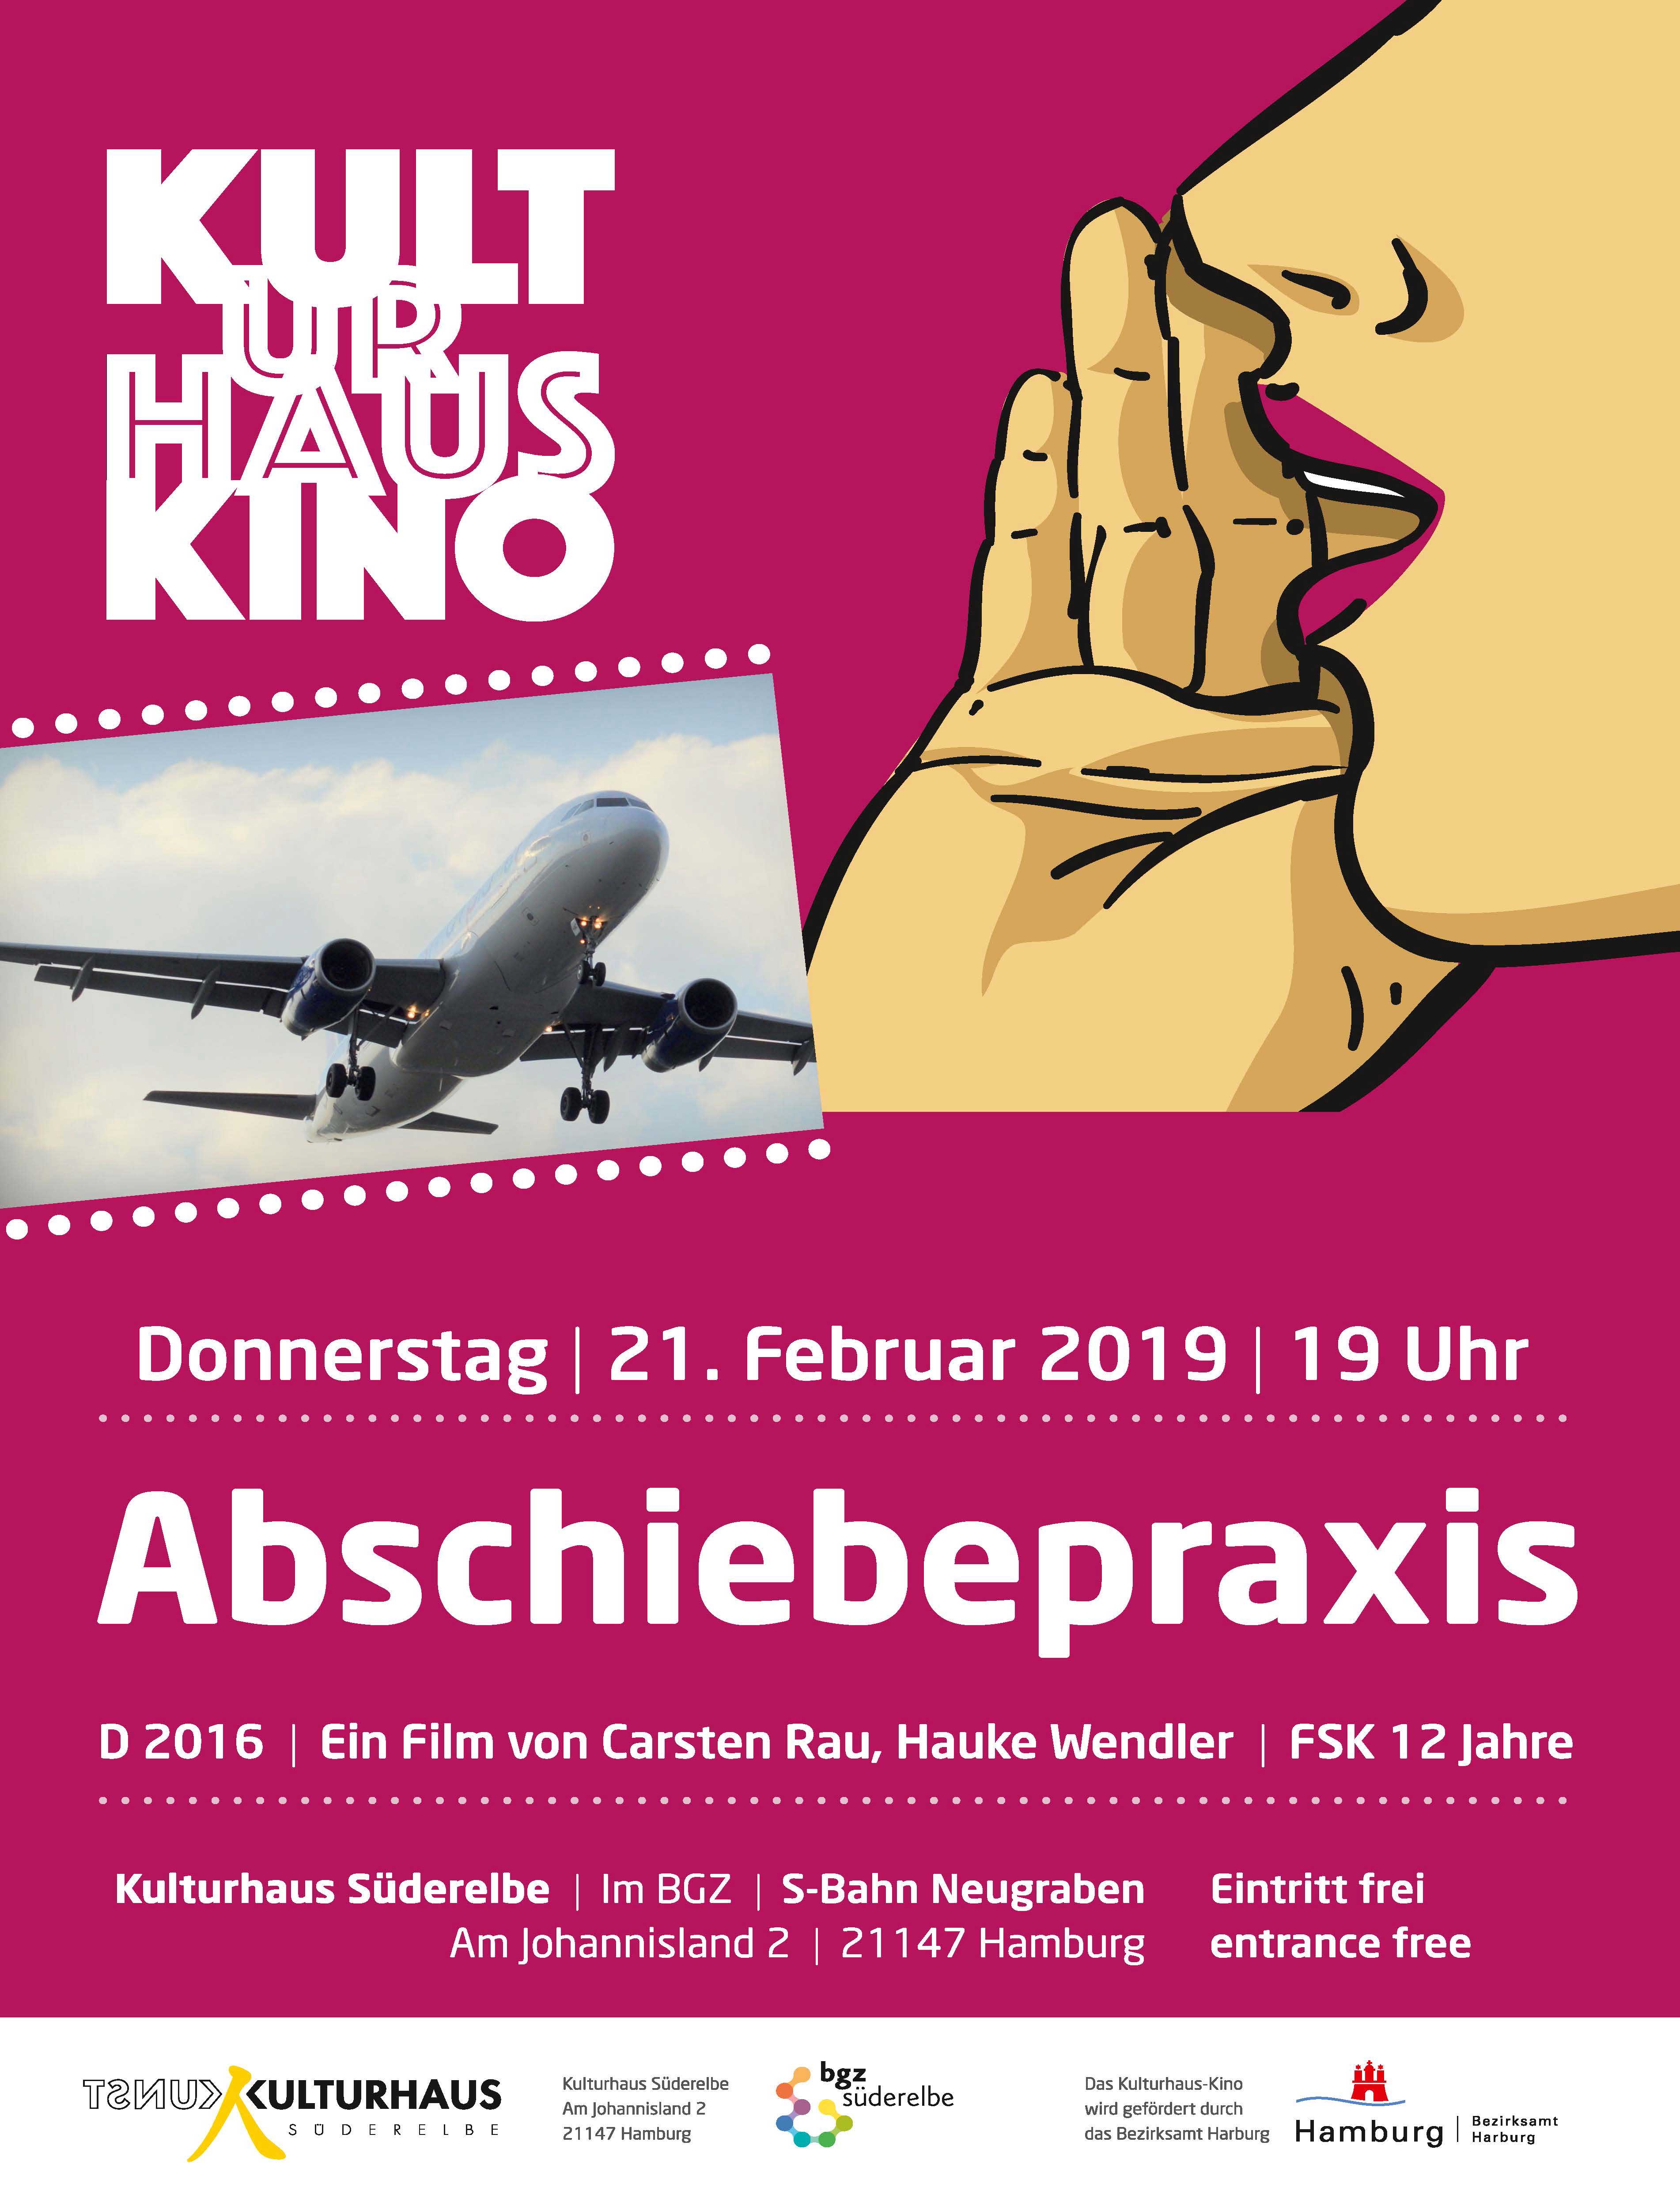 KULT
UR
HAUS
KINO
Donnerstag | 21. Februar 2019 | 19 Uhr
Abschiebepraxis
D 2016 | Ein Film von Carsten Rau, Hauke Wendler | FSK 12 Jahre
Kulturhaus Süderelbe | Im BGZ | S-Bahn Neugraben
Am Johannisland 2 | 21147 Hamburg
Eintritt frei
entrance free
KUNST KULTURHAUS
SÜDERELBE
Kulturhaus Süderelbe
Am Johannisland 2
21147 Hamburg
bgz
süderelbe
Das Kulturhaus-Kino
wird gefördert durch
das Bezirksamt Harburg
Hamburg | Bezirksamt
Harburg